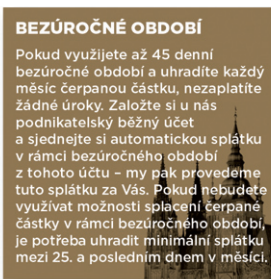 BEZÚROČNÉ OBDOBÍ
Pokud využijete až 45 denní
bezúročné období a uhradíte každý
měsíc čerpanou částku, nezaplatíte
žádné úroky. Založte si u nás
podnikatelský běžný účet
a sjednejte si automatickou splátku
v rámci bezúročného období
z tohoto účtu – my pak provedeme
tuto splátku za Vás. Pokud nebudete
využívat možnosti splacení čerpané
částky v rámci bezúročného období,
je potřeba uhradit minimální splátku
mezi 25. a posledním dnem v měsíci.